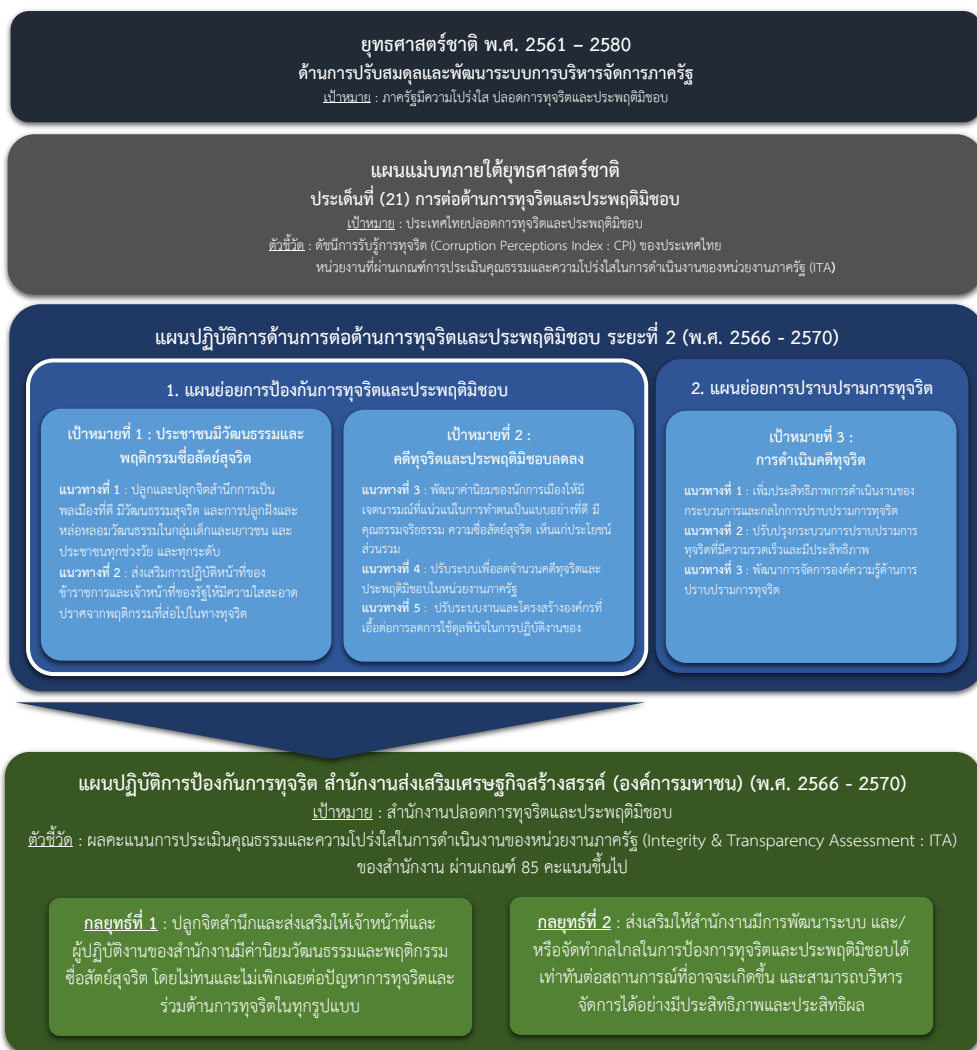 ยุทธศาสตร์ชาติ พ.ศ. 2561 – 2580
ด้านการปรับสมดุลและพัฒนาระบบการบริหารจัดการภาครัฐ
เป้าหมาย : ภาครัฐมีความโปร่งใส ปลอดการทุจริตและประพฤติมิชอบ
แผนแม่บทภายใต้ยุทธศาสตร์ชาติ
ประเด็นที่ (21) การต่อต้านการทุจริตและประพฤติมิชอบ
เป้าหมาย : ประเทศไทยปลอดการทุจริตและประพฤติมิชอบ
ตัวชี้วัด : ดัชนีการรับรู้การทุจริต (Corruption Perceptions Index : CPI) ของประเทศไทย
หน่วยงานที่ผ่านเกณฑ์การประเมินคุณธรรมและความโปร่งใสในการดำเนินงานของหน่วยงานภาครัฐ (ITA)
แผนปฏิบัติการด้านการต่อต้านการทุจริตและประพฤติมิชอบ ระยะที่ 2 (พ.ศ. 2566 - 2570)
1. แผนย่อยการป้องกันการทุจริตและประพฤติมิชอบ
เป้าหมายที่ 1 : ประชาชนมีวัฒนธรรมและ
พฤติกรรมซื่อสัตย์สุจริต
แนวทางที่ 1 : ปลูกและปลุกจิตสำนึกการเป็น
พลเมืองที่ดี มีวัฒนธรรมสุจริต และการปลูกฝังและ
หล่อหลอมวัฒนธรรมในกลุ่มเด็กและเยาวชน และ
ประชาชนทุกช่วงวัย และทุกระดับ
แนวทางที่ 2 : ส่งเสริมการปฏิบัติหน้าที่ของ
ข้าราชการและเจ้าหน้าที่ของรัฐให้มีความใสสะอาด
ปราศจากพฤติกรรมที่ส่อไปในทางทุจริต
เป้าหมายที่ 2 :
คดีทุจริตและประพฤติมิชอบลดลง
แนวทางที่ 3 : พัฒนาค่านิยมของนักการเมืองให้มี
เจตนารมณ์ที่แน่วแน่ในการทำตนเป็นแบบอย่างที่ดี มี
คุณธรรมจริยธรรม ความซื่อสัตย์สุจริต เห็นแก่ประโยชน์
ส่วนรวม
แนวทางที่ 4 : ปรับระบบเพื่อลดจำนวนคดีทุจริตและ
ประพฤติมิชอบในหน่วยงานภาครัฐ
แนวทางที่ 5 : ปรับระบบงานและโครงสร้างองค์กรที่
เอื้อต่อการลดการใช้ดุลพินิจในการปฏิบัติงานของ
2. แผนย่อยการปราบปรามการทุจริต
เป้าหมายที่ 3 :
การดำเนินคดีทุจริต
แนวทางที่ 1 : เพิ่มประสิทธิภาพการดำเนินงานของ
กระบวนการและกลไกการปราบปรามการทุจริต
แนวทางที่ 2 : ปรับปรุงกระบวนการปราบปรามการ
ทุจริตที่มีความรวดเร็วและมีประสิทธิภาพ
แนวทางที่ 3 : พัฒนาการจัดการองค์ความรู้ด้านการ
ปราบปรามการทุจริต
แผนปฏิบัติการป้องกันการทุจริต สำนักงานส่งเสริมเศรษฐกิจสร้างสรรค์ (องค์การมหาชน) (พ.ศ. 2566 - 2570)
เป้าหมาย : สำนักงานปลอดการทุจริตและประพฤติมิชอบ
ตัวชี้วัด : ผลคะแนนการประเมินคุณธรรมและความโปร่งใสในการดำเนินงานของหน่วยงานภาครัฐ (Integrity & Transparency Assessment : ITA)
ของสำนักงาน ผ่านเกณฑ์ 85 คะแนนขึ้นไป
กลยุทธ์ที่ 1 : ปลูกจิตสำนึกและส่งเสริมให้เจ้าหน้าที่และ
ผู้ปฏิบัติงานของสำนักงานมีค่านิยมวัฒนธรรมและพฤติกรรม
ซื่อสัตย์สุจริต โดยไม่ทนและไม่เพิกเฉยต่อปัญหาการทุจริตและ
ร่วมต้านการทุจริตในทุกรูปแบบ
กลยุทธ์ที่ 2 : ส่งเสริมให้สำนักงานมีการพัฒนาระบบ และ/
หรือจัดทำกลไกลในการป้องการทุจริตและประพฤติมิชอบได้
เท่าทันต่อสถานการณ์ที่อาจจะเกิดขึ้น และสามารถบริหาร
จัดการได้อย่างมีประสิทธิภาพและประสิทธิผล